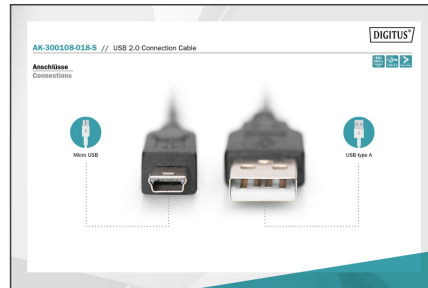 DIGITUS®
AK-300108-018-S // USB 2.0 Connection Cable
Anschlüsse
Connections
Micro USB
USB type A